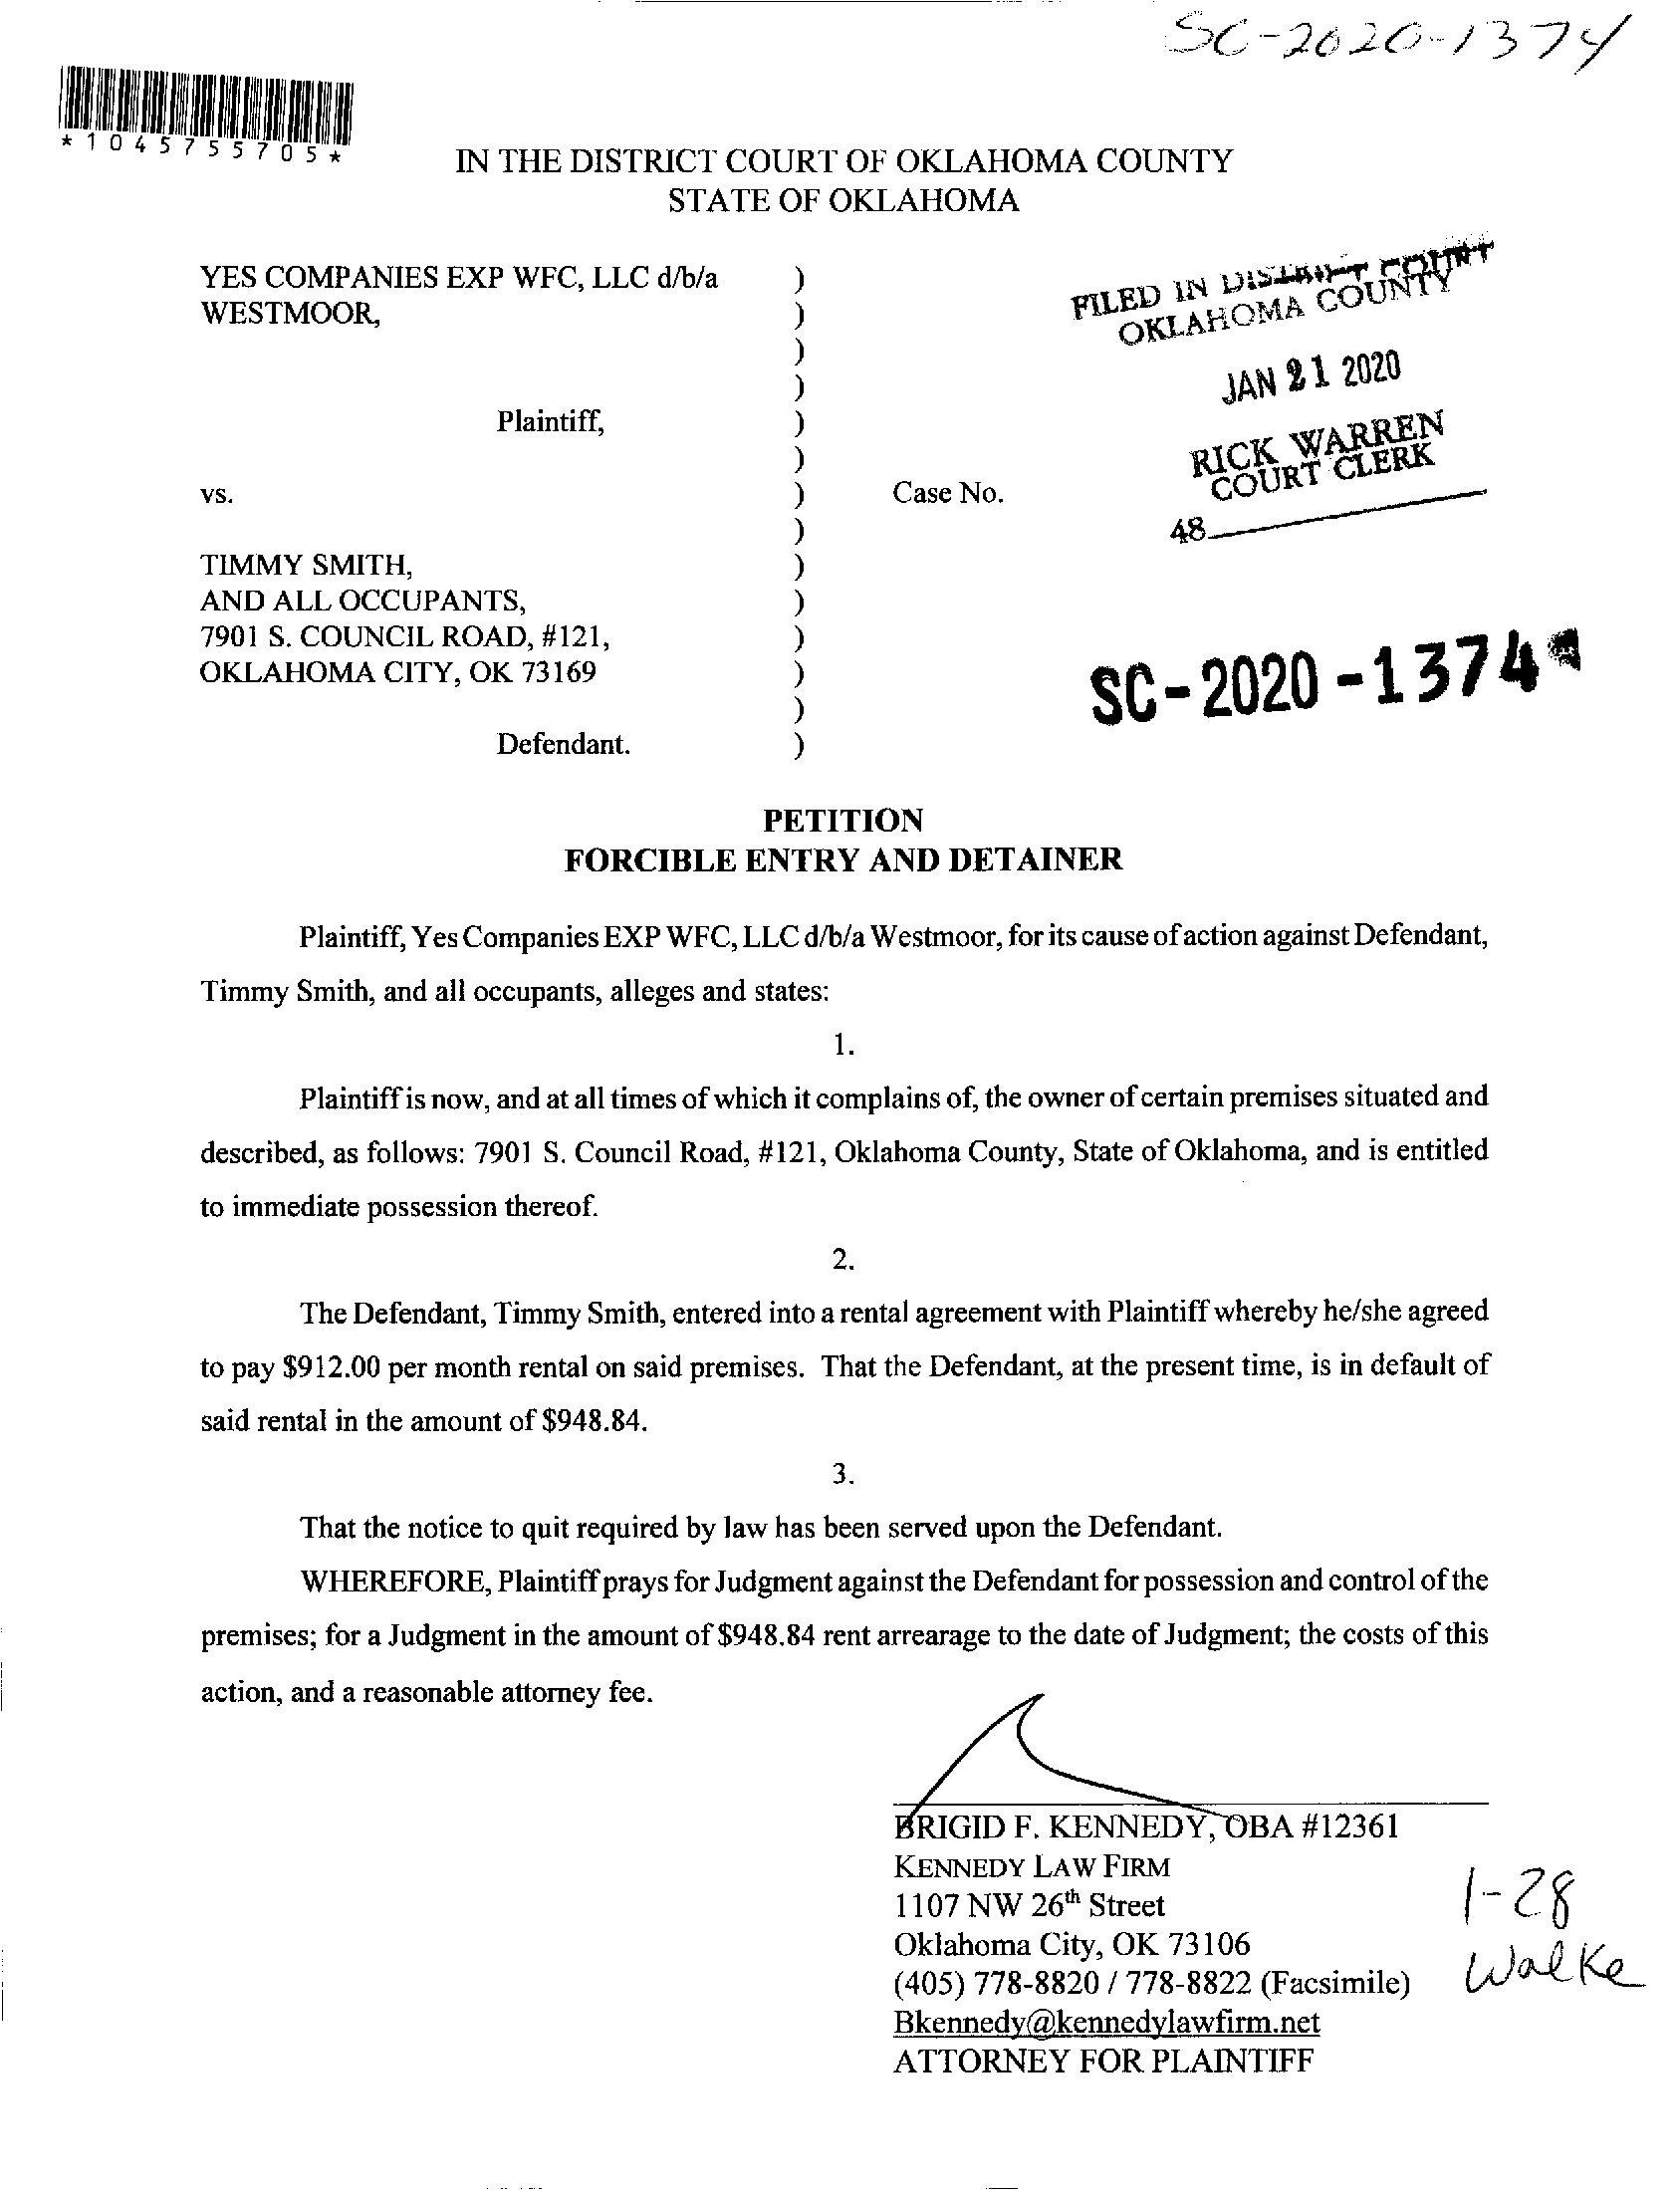 SC-2020-1374
*1045755705*
IN THE DISTRICT COURT OF OKLAHOMA COUNTY
STATE OF OKLAHOMA
YES COMPANIES EXP WFC, LLC d/b/a )
WESTMOOR, )
)
)
Plaintiff, )
)
vs. ) Case No.
)
TIMMY SMITH, )
AND ALL OCCUPANTS, )
7901 S. COUNCIL ROAD, #121, )
OKLAHOMA CITY, OK 73169 )
)
Defendant. )
FILED IN DISTRICT COURT
OKLAHOMA COUNTY
JAN 21 2020
RICK WARREN
COURT CLERK
48
SC-2020-1374
PETITION
FORCIBLE ENTRY AND DETAINER
Plaintiff, Yes Companies EXP WFC, LLC d/b/a Westmoor, for its cause of action against Defendant,
Timmy Smith, and all occupants, alleges and states:
1.
Plaintiff is now, and at all times of which it complains of, the owner of certain premises situated and
described, as follows: 7901 S. Council Road, #121, Oklahoma County, State of Oklahoma, and is entitled
to immediate possession thereof.
2.
The Defendant, Timmy Smith, entered into a rental agreement with Plaintiff whereby he/she agreed
to pay $912.00 per month rental on said premises. That the Defendant, at the present time, is in default of
said rental in the amount of $948.84.
3.
That the notice to quit required by law has been served upon the Defendant.
WHEREFORE, Plaintiff prays for Judgment against the Defendant for possession and control of the
premises; for a Judgment in the amount of $948.84 rent arrearage to the date of Judgment; the costs of this
action, and a reasonable attorney fee.
BRIGID F. KENNEDY, OBA #12361
KENNEDY LAW FIRM
1107 NW 26th Street
Oklahoma City, OK 73106
(405) 778-8820 / 778-8822 (Facsimile)
Bkennedy@kennedylawfirm.net
ATTORNEY FOR PLAINTIFF
1-28
Walke